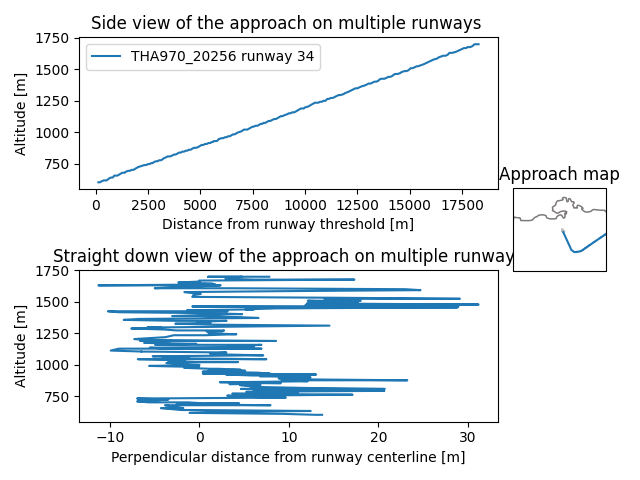 Side view of the approach on multiple runways
1750
1500
1250
1000
750
Altitude [m]
THA970_20256 runway 34
0 2500 5000 7500 10000 12500 15000 17500
Distance from runway threshold [m]
Approach map
Straight down view of the approach on multiple runway
1750
1500
1250
1000
750
Altitude [m]
−10 0 10 20 30
Perpendicular distance from runway centerline [m]